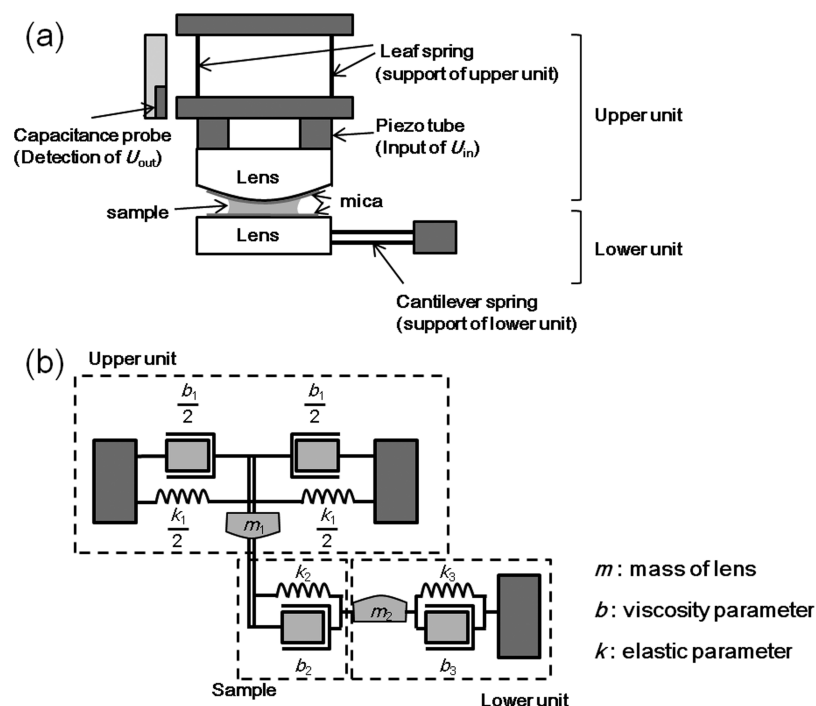 (a)
Leaf spring
(support of upper unit)
Upper unit
Capacitance probe
(Detection of Uout)
Piezo tube
(Input of Uin)
Lens
sample
mica
Lens
Lower unit
Cantilever spring
(support of lower unit)
(b)
Upper unit
b1/2
b1/2
k1/2
k1/2
m1
k2
k3
m2
b2
b3
Sample
Lower unit
m : mass of lens
b : viscosity parameter
k : elastic parameter